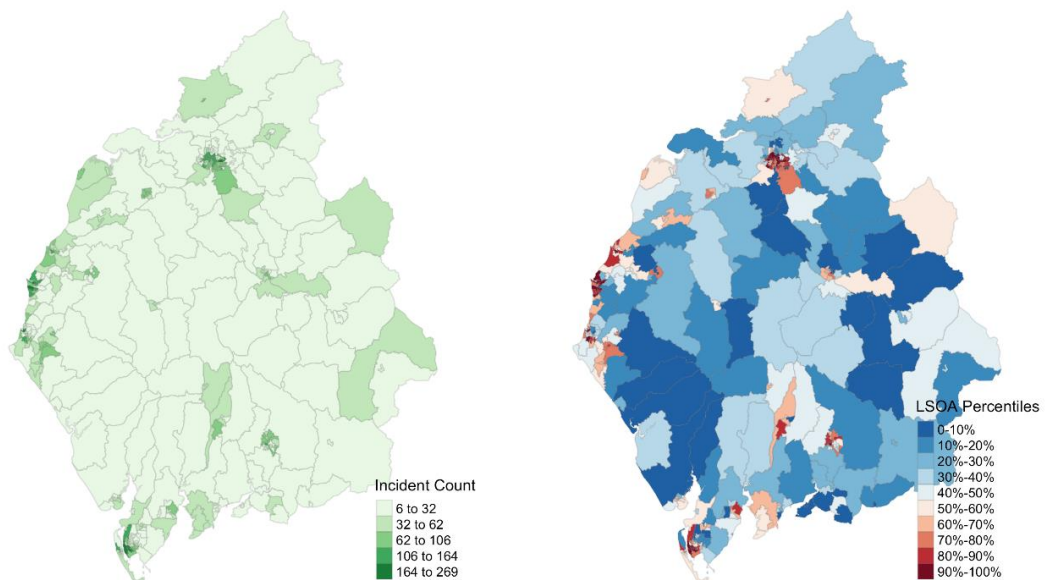 Incident Count
6 to 32
32 to 62
62 to 106
106 to 164
164 to 269
LSOA Percentiles
0-10%
10%-20%
20%-30%
30%-40%
40%-50%
50%-60%
60%-70%
70%-80%
80%-90%
90%-100%